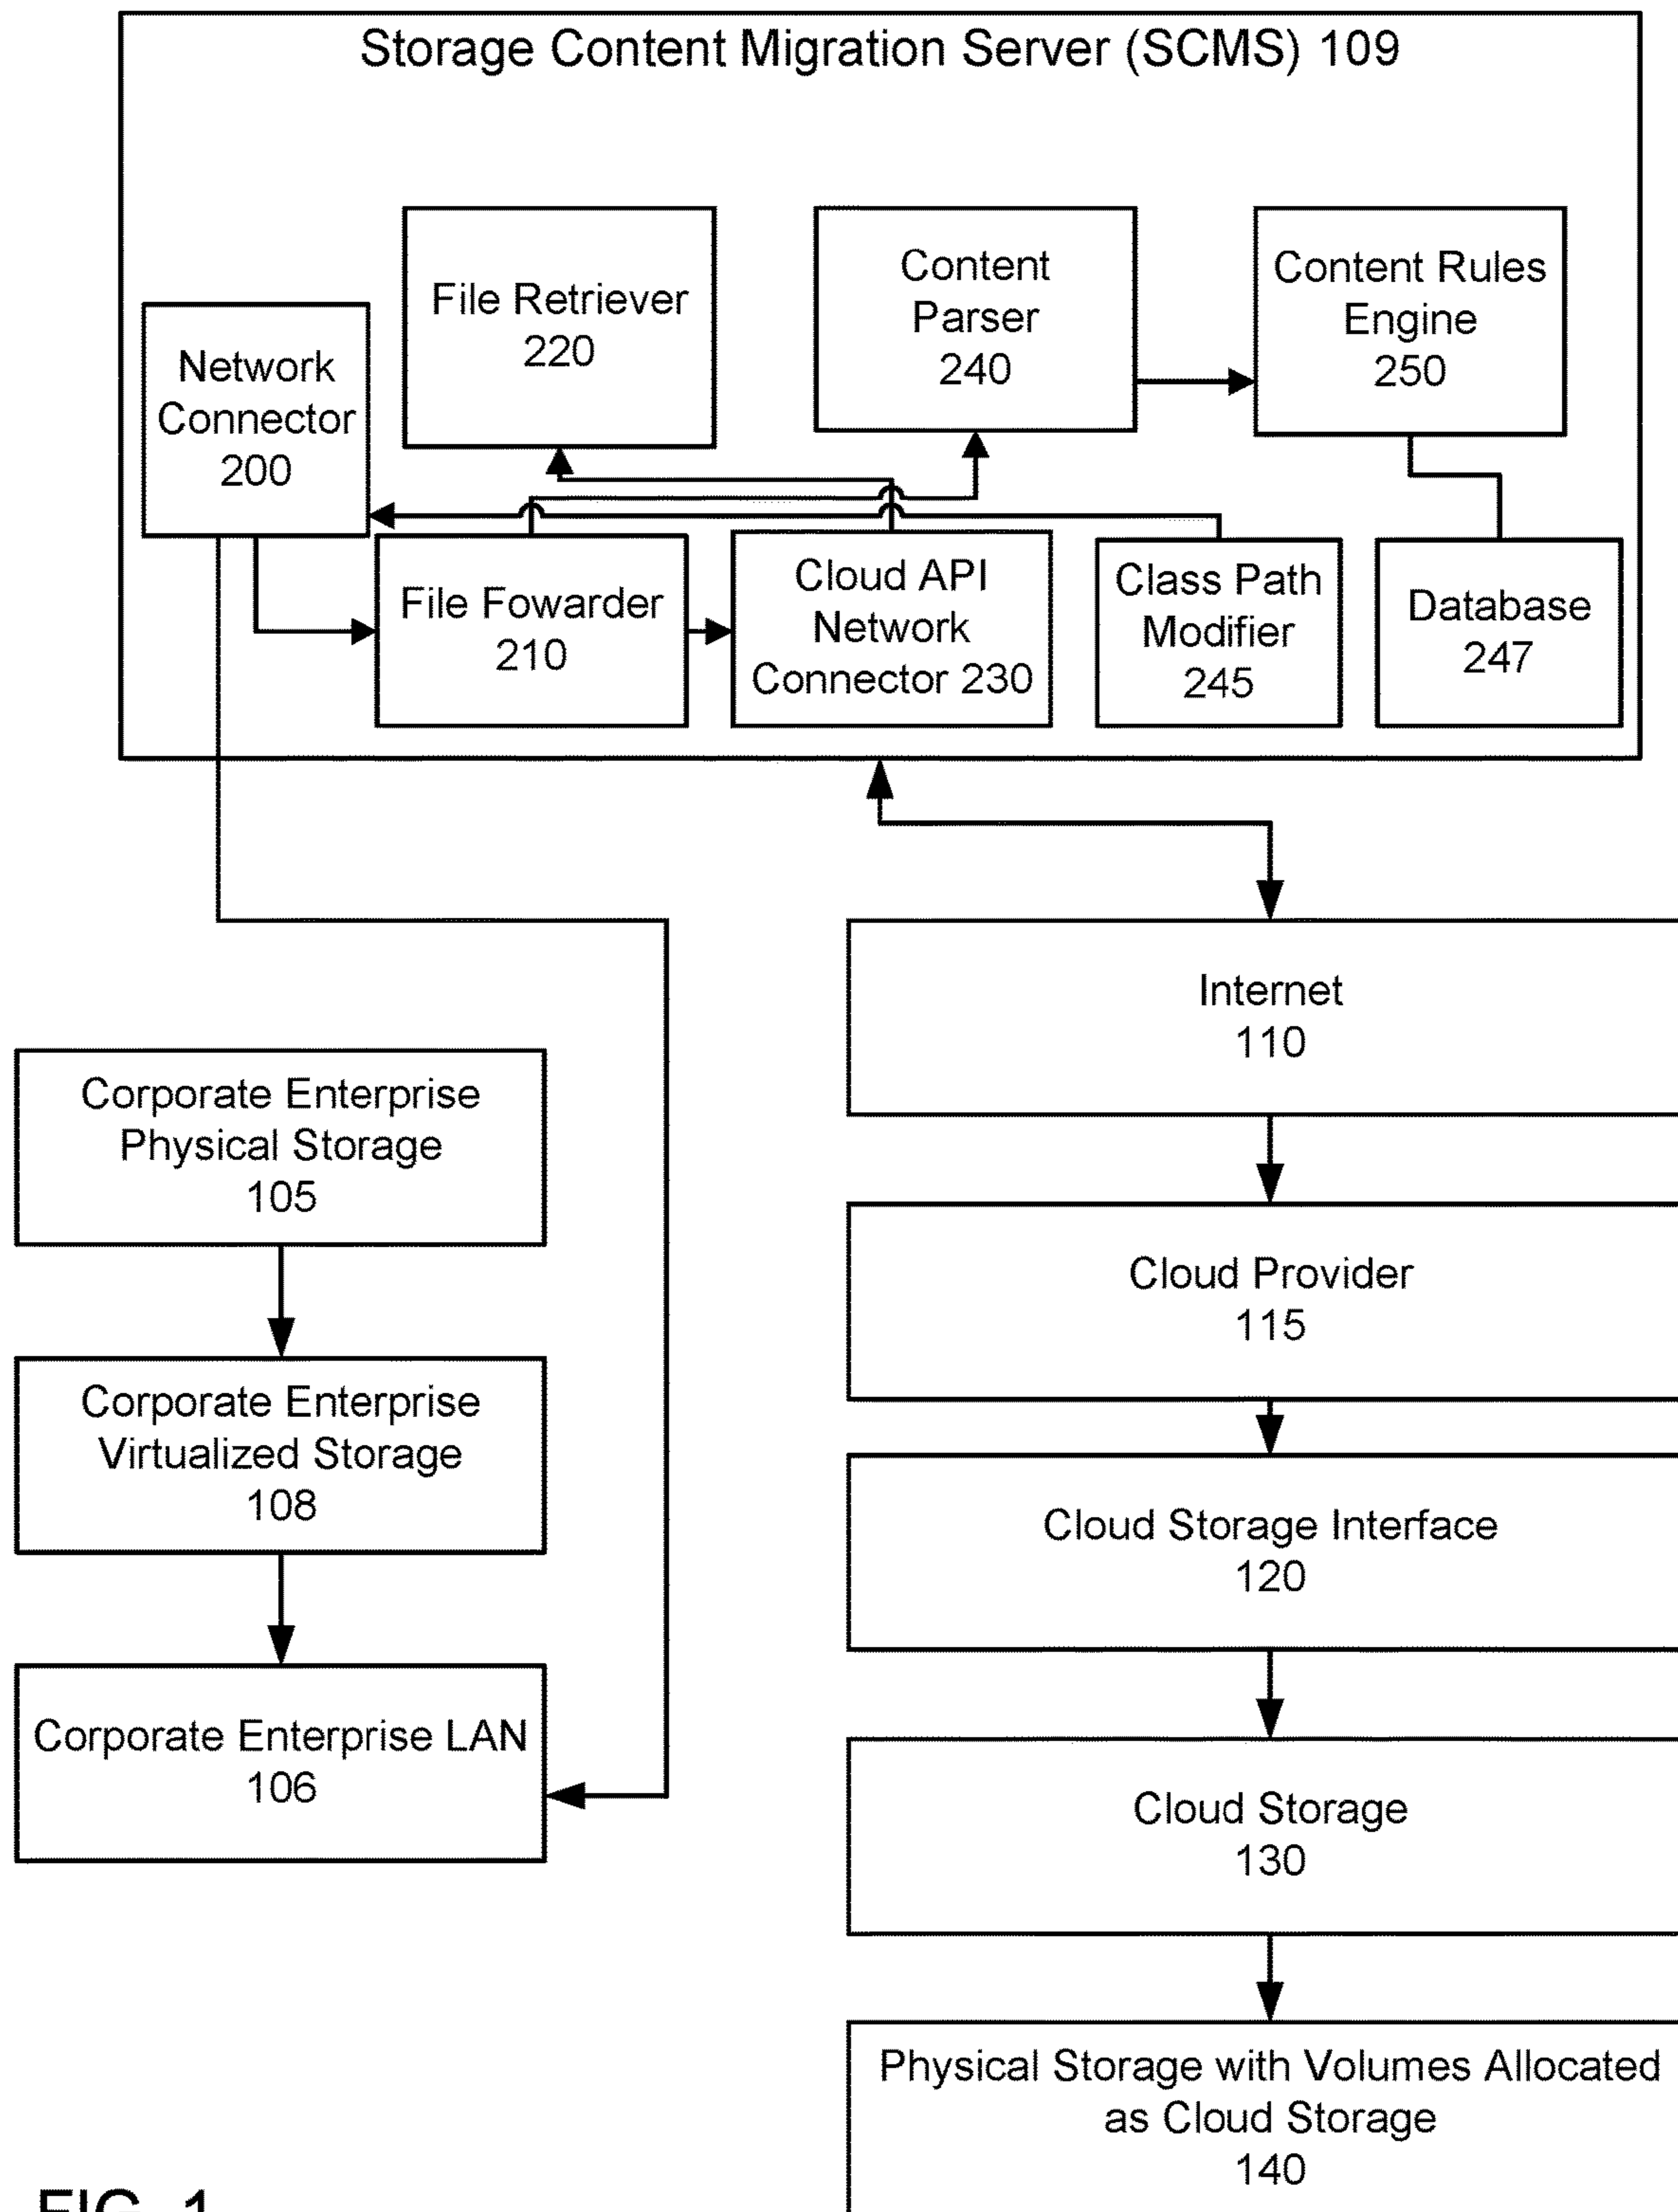 Storage Content Migration Server (SCMS) 109
File Retriever
220
Content
Parser
240
Content Rules
Engine
250
Network
Connector
200
File Fowarder
210
Cloud API
Network
Connector 230
Class Path
Modifier
245
Database
247
Internet
110
Corporate Enterprise
Physical Storage
105
Cloud Provider
115
Corporate Enterprise
Virtualized Storage
108
Cloud Storage Interface
120
Corporate Enterprise LAN
106
Cloud Storage
130
Physical Storage with Volumes Allocated
as Cloud Storage
140
FIG. 1